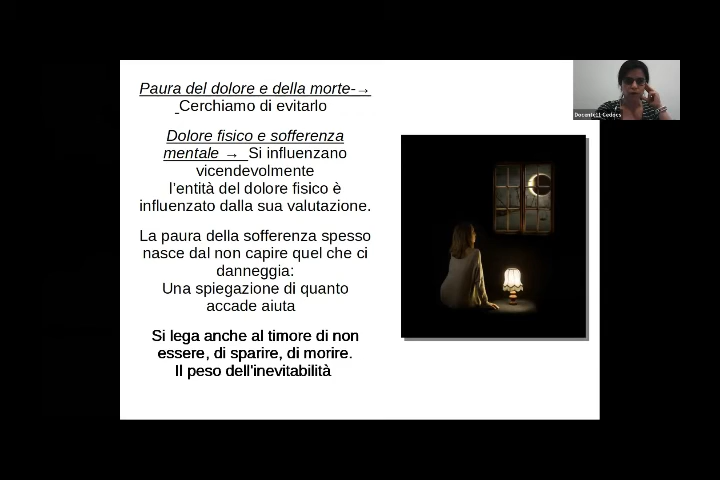 Paura del dolore e della morte-→
Cerchiamo di evitarlo
Dolore fisico e sofferenza
mentale → Si influenzano
vicendevolmente
l'entità del dolore fisico è
influenzato dalla sua valutazione.
La paura della sofferenza spesso
nasce dal non capire quel che ci
danneggia:
Una spiegazione di quanto
accade aiuta
Si lega anche al timore di non
essere, di sparire, di morire.
Il peso dell'inevitabilità